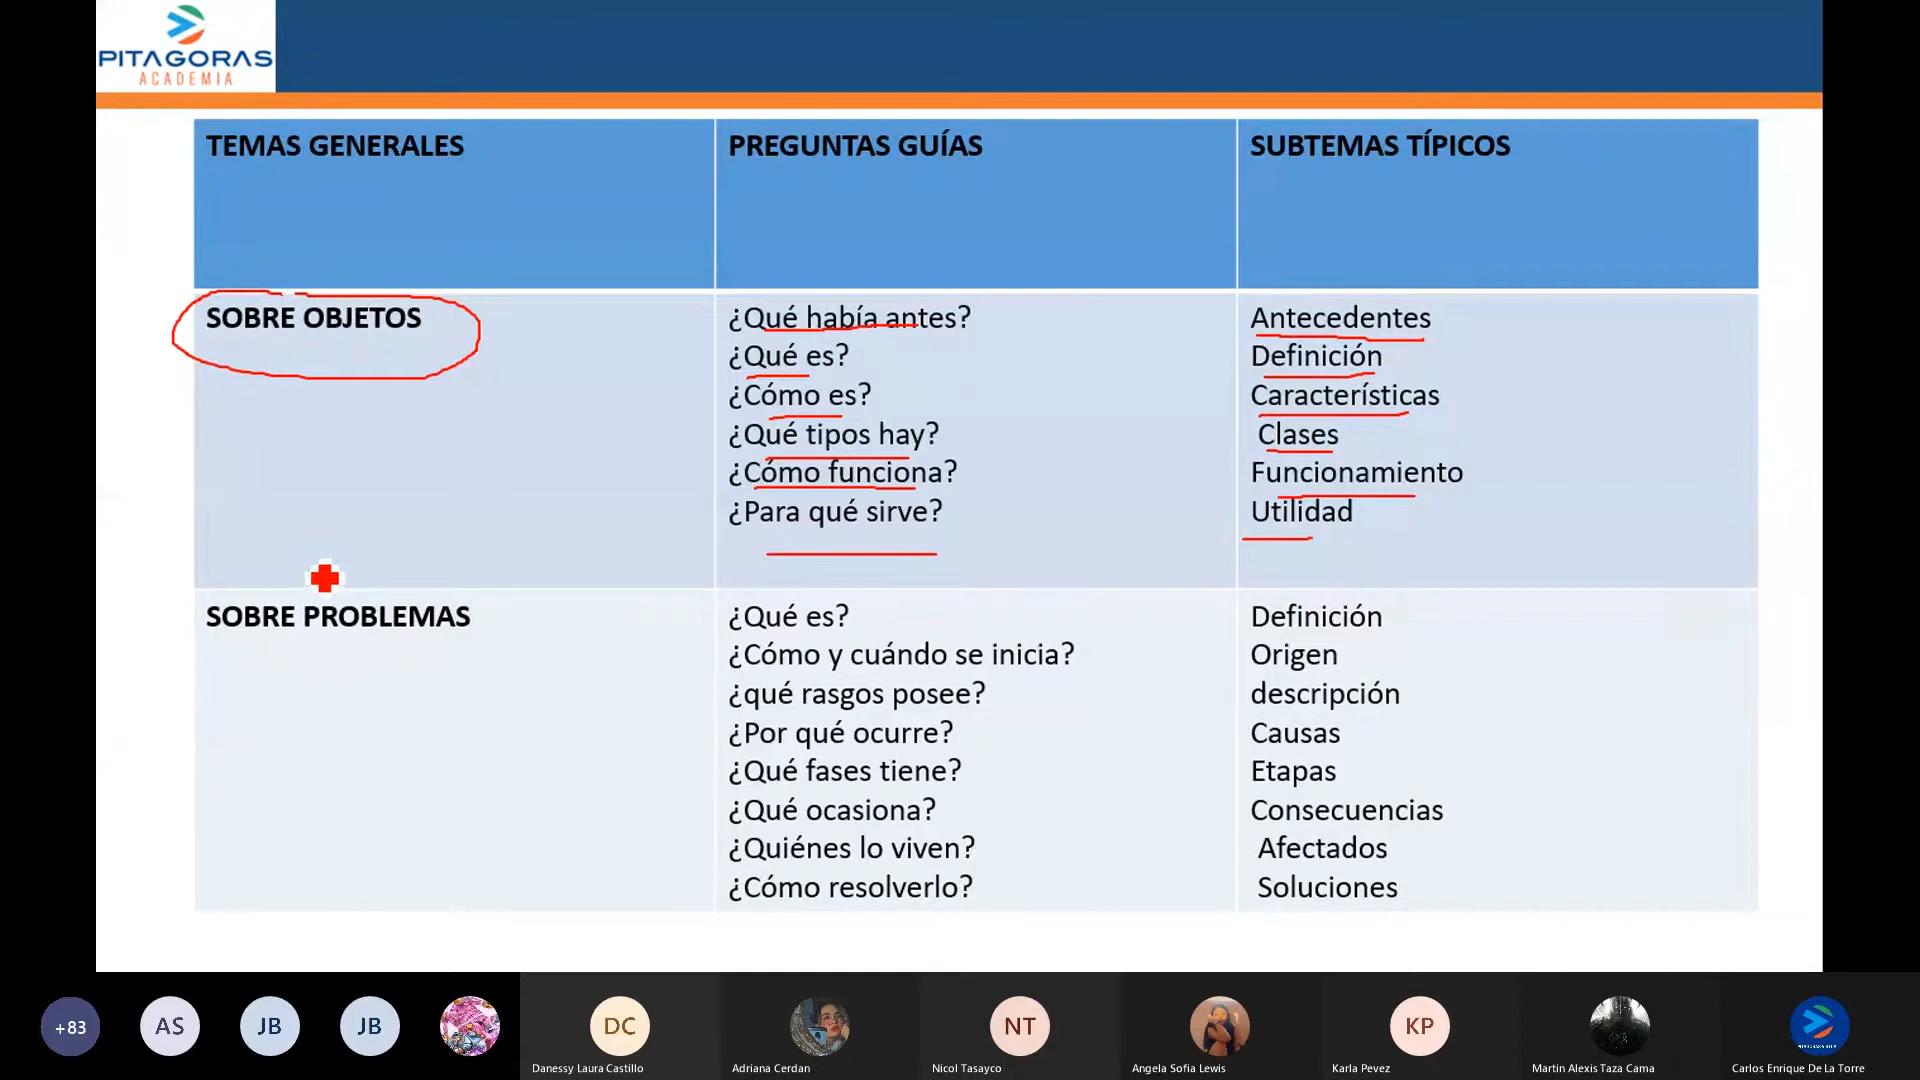 PITAGORAS
ACADEMIA
TEMAS GENERALES
PREGUNTAS GUÍAS
SUBTEMAS TÍPICOS
SOBRE OBJETOS
¿Qué había antes?
¿Qué es?
¿Cómo es?
¿Qué tipos hay?
¿Cómo funciona?
¿Para qué sirve?
Antecedentes
Definición
Características
Clases
Funcionamiento
Utilidad
SOBRE PROBLEMAS
¿Qué es?
¿Cómo y cuándo se inicia?
¿qué rasgos posee?
¿Por qué ocurre?
¿Qué fases tiene?
¿Qué ocasiona?
¿Quiénes lo viven?
¿Cómo resolverlo?
Definición
Origen
descripción
Causas
Etapas
Consecuencias
Afectados
Soluciones
+83
AS
JB
JB
DC
NT
KP
Danessy Laura Castillo
Adriana Cerdan
Nicol Tasayco
Angela Sofia Lewis
Karla Pevez
Martin Alexis Taza Cama
Carlos Enrique De La Torre